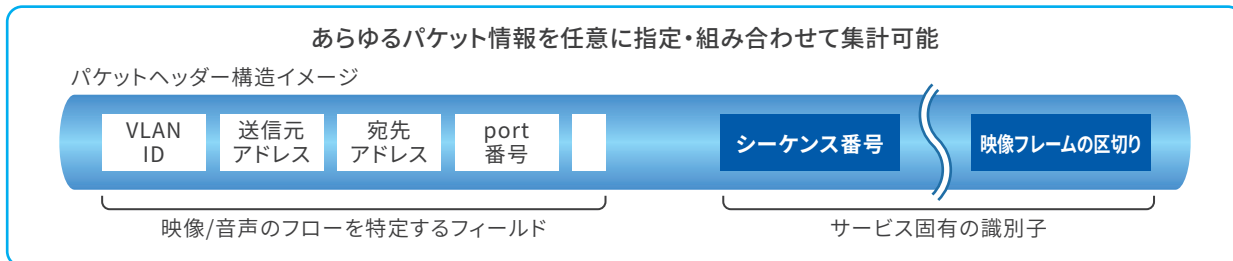 あらゆるパケット情報を任意に指定・組み合わせて集計可能
パケットヘッダー構造イメージ
VLAN
ID
送信元
アドレス
宛先
アドレス
port
番号
シーケンス番号
映像フレームの区切り
映像/音声のフローを特定するフィールド
サービス固有の識別子